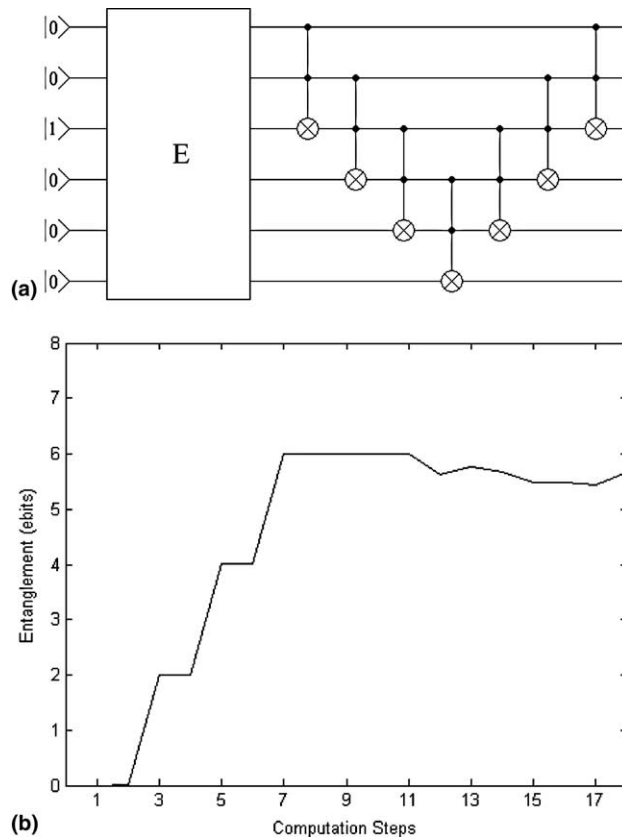 |0>
|0>
|1>
E
|0>
|0>
(a) |0>
8
7
6
5
4
3
2
1
0
Entanglement (ebits)
1 3 5 7 9 11 13 15 17
(b) Computation Steps